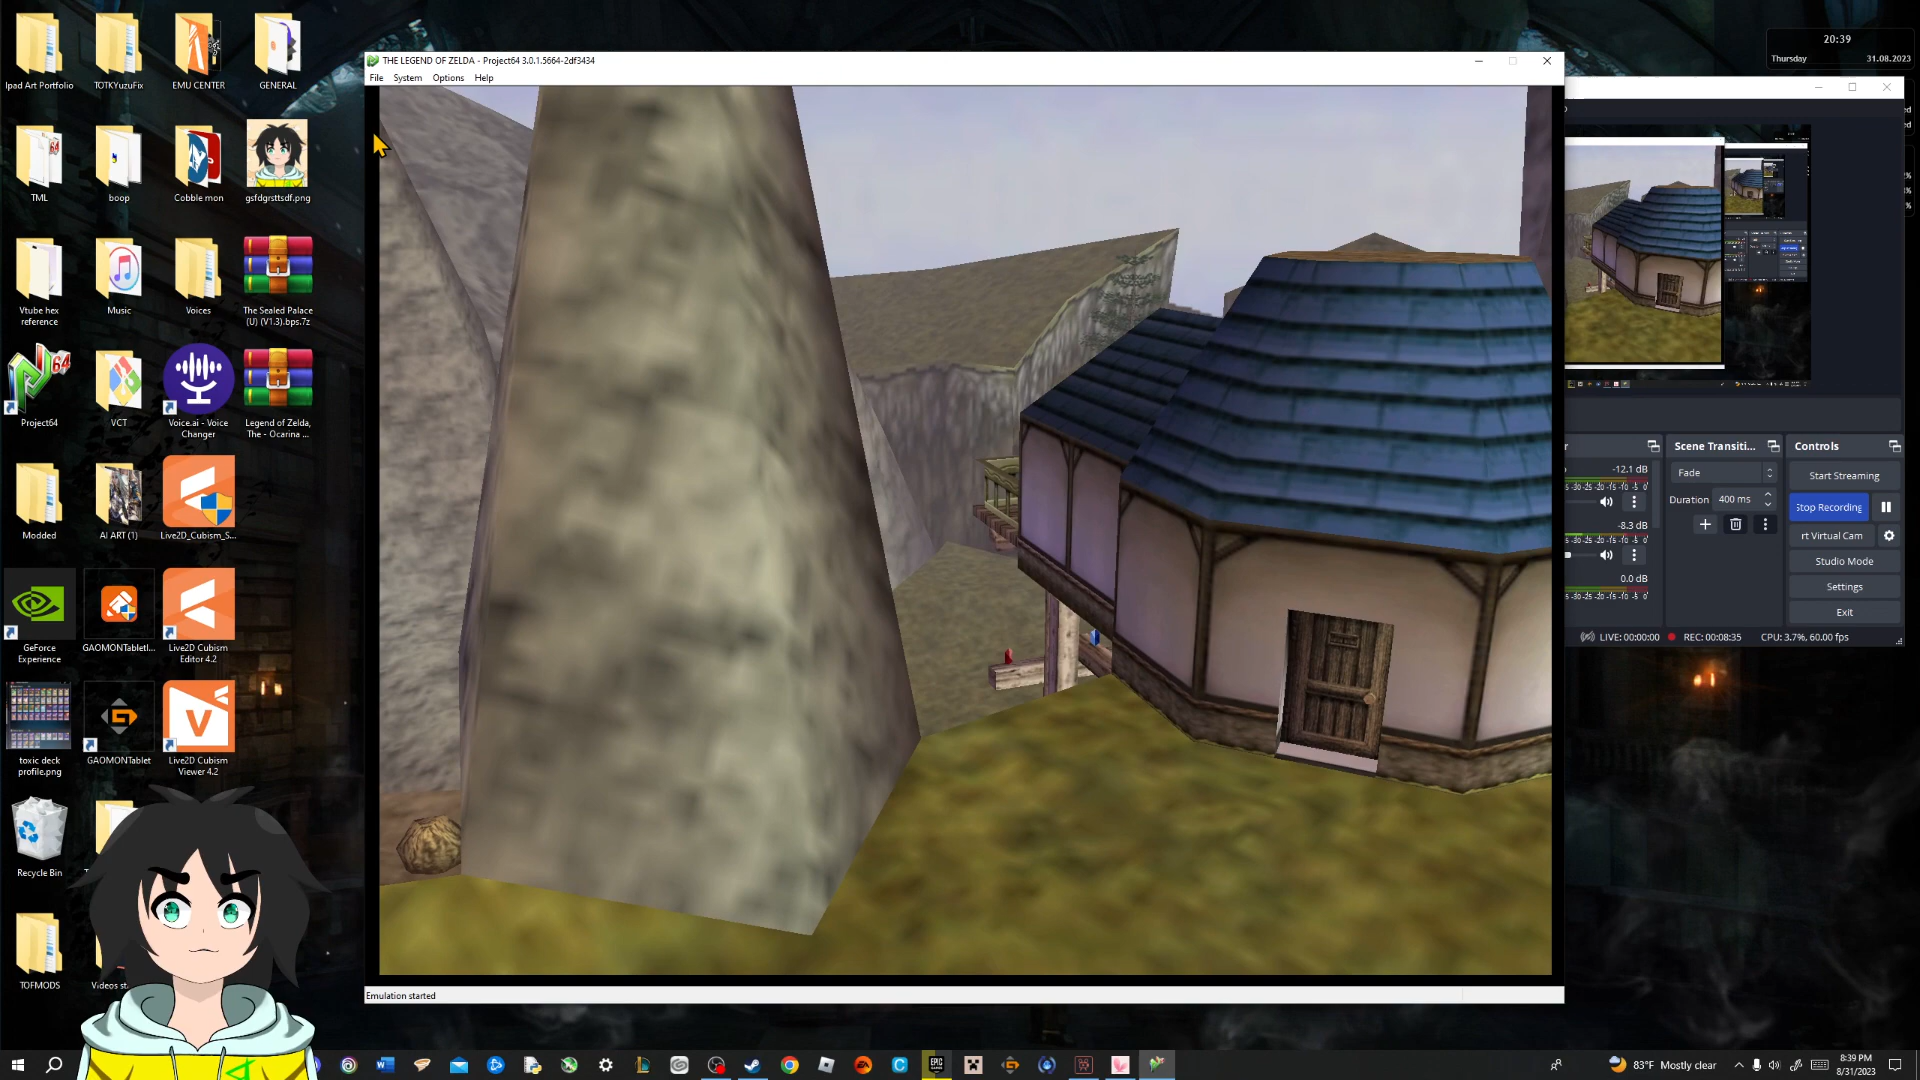 Ipad Art Portfolio
TOTKYuzuFix
EMU CENTER
GENERAL
TML
boop
Cobble mon
gsfdgrsttsdf.png
Vtube hex
reference
Music
Voices
The Sealed Palace
(U) (V1.3).bps.7z
Project64
VCT
Voice.ai - Voice
Changer
Legend of Zelda,
The - Ocarina ...
Modded
AI ART (1)
Live2D_Cubism_S...
GeForce
Experience
GAOMONTabletI...
Live2D Cubism
Editor 4.2
toxic deck
profile.png
GAOMONTablet
Live2D Cubism
Viewer 4.2
Recycle Bin
TOFMODS
Videos st
THE LEGEND OF ZELDA - Project64 3.0.1.5664-2df3434
File System Options Help
Emulation started
20:39
Thursday 31.08.2023
Scene Transiti...
Controls
-12.1 dB
Fade
Start Streaming
Duration 400 ms
Stop Recording
-8.3 dB
rt Virtual Cam
Studio Mode
0.0 dB
Settings
Exit
LIVE: 00:00:00
REC: 00:08:35
CPU: 3.7%, 60.00 fps
83°F Mostly clear
8:39 PM
8/31/2023